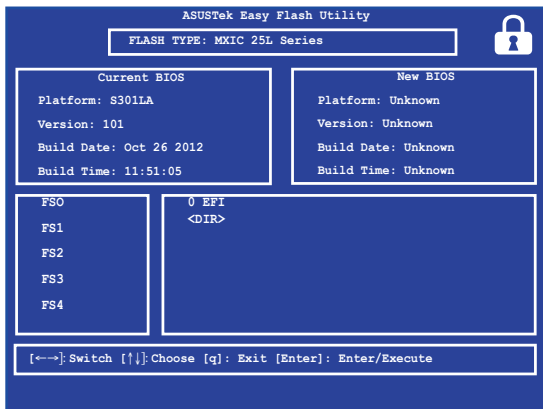 ASUSTek Easy Flash Utility
FLASH TYPE: MXIC 25L Series
Current BIOS
Platform: S301LA
Version: 101
Build Date: Oct 26 2012
Build Time: 11:51:05
New BIOS
Platform: Unknown
Version: Unknown
Build Date: Unknown
Build Time: Unknown
FSO
FS1
FS2
FS3
FS4
0 EFI
<DIR>
[←→]: Switch [↑↓]: Choose [q]: Exit [Enter]: Enter/Execute